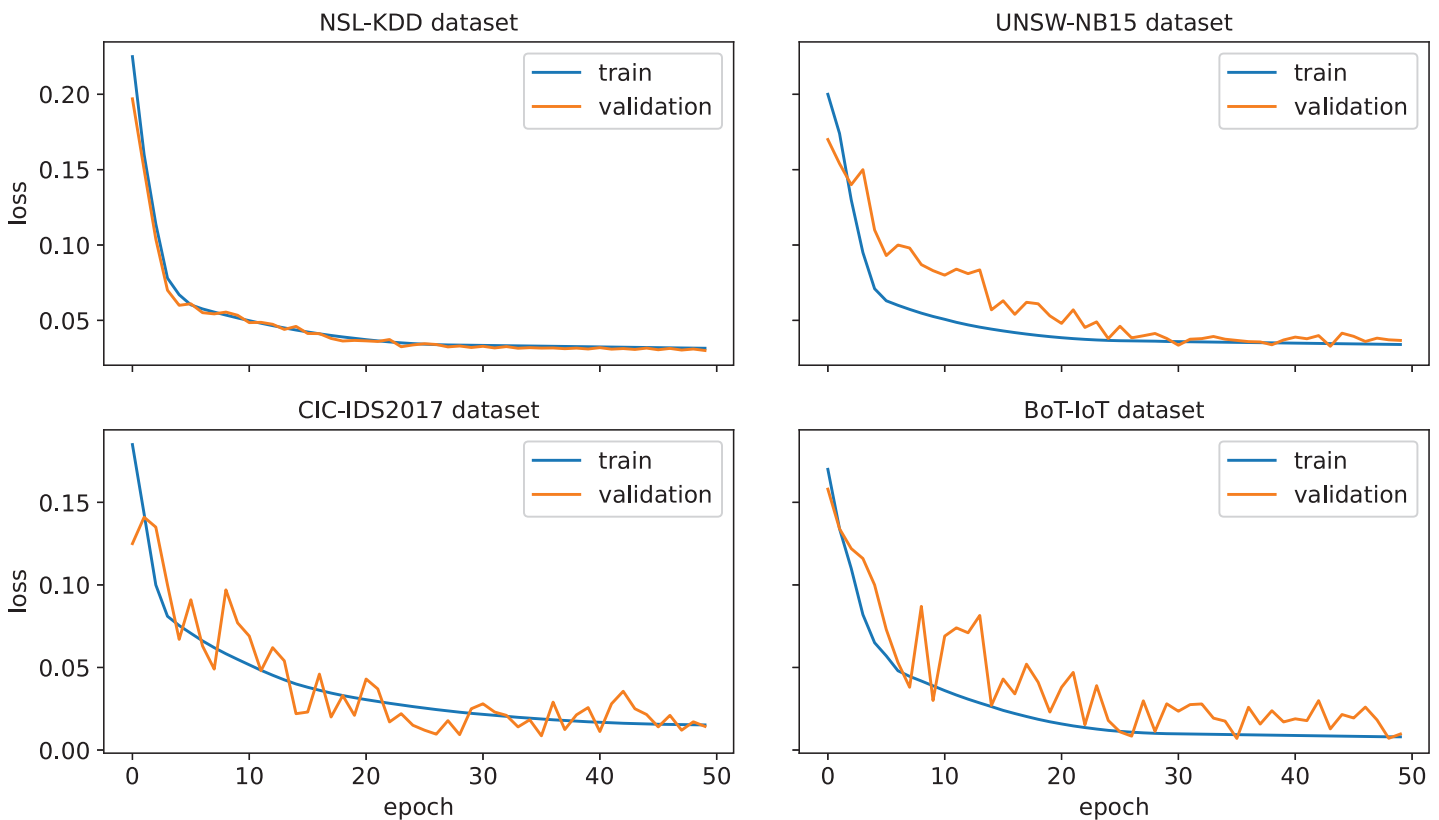 NSL-KDD dataset
UNSW-NB15 dataset
train
validation
train
validation
0.20
0.15
0.10
0.05
loss
CIC-IDS2017 dataset
BoT-IoT dataset
train
validation
train
validation
0.15
0.10
0.05
0.00
loss
0 10 20 30 40 50
0 10 20 30 40 50
epoch
epoch